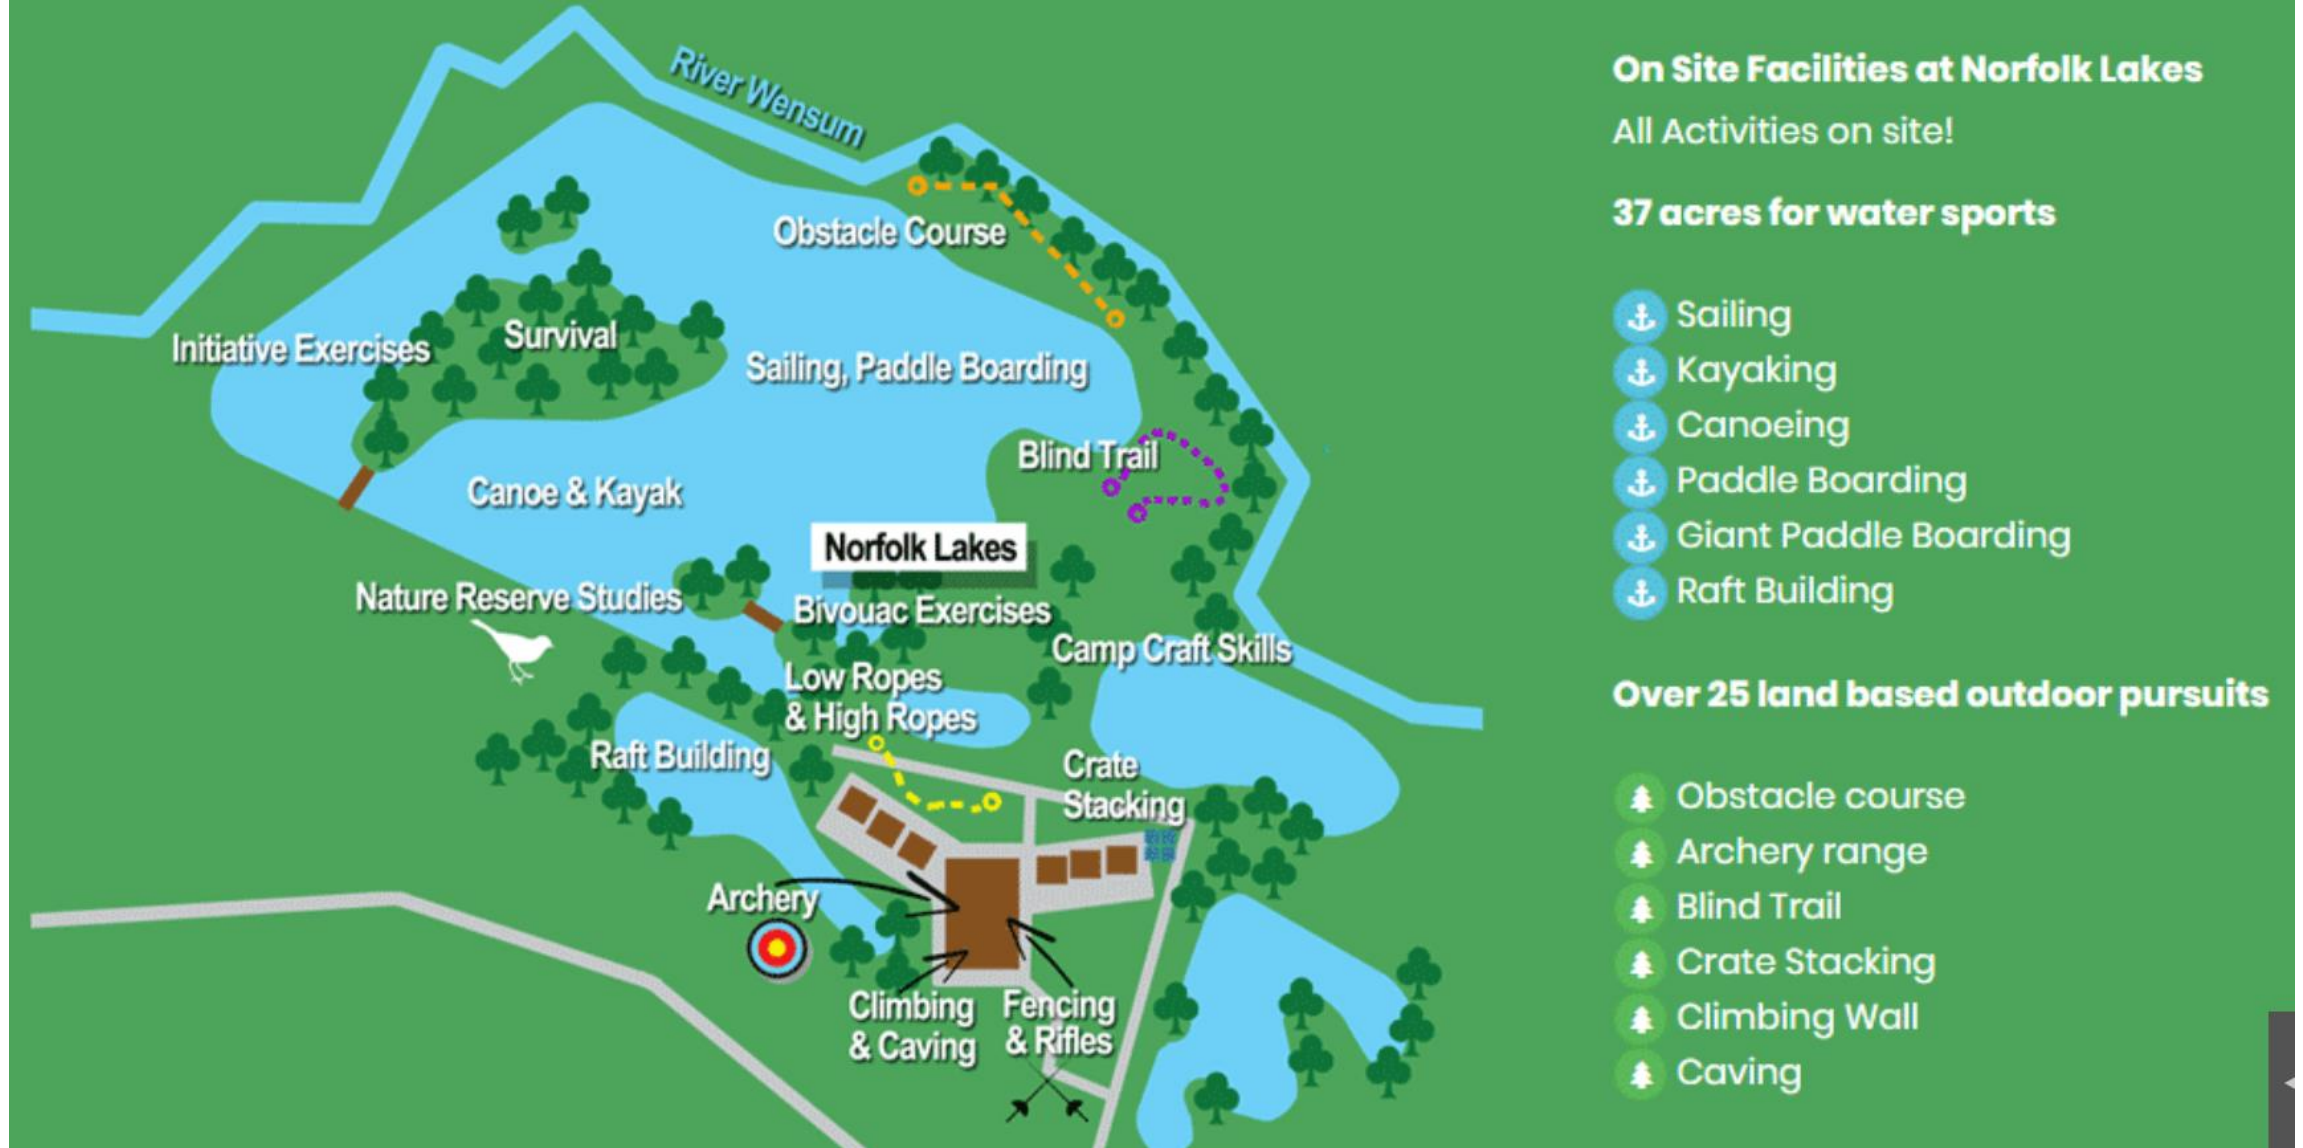 River Wensum
Obstacle Course
Initiative Exercises
Survival
Sailing, Paddle Boarding
Blind Trail
Canoe & Kayak
Norfolk Lakes
Nature Reserve Studies
Bivouac Exercises
Camp Craft Skills
Low Ropes
& High Ropes
Raft Building
Crate
Stacking
Archery
Climbing
& Caving
Fencing
& Rifles
On Site Facilities at Norfolk Lakes
All Activities on site!
37 acres for water sports
Sailing
Kayaking
Canoeing
Paddle Boarding
Giant Paddle Boarding
Raft Building
Over 25 land based outdoor pursuits
Obstacle course
Archery range
Blind Trail
Crate Stacking
Climbing Wall
Caving